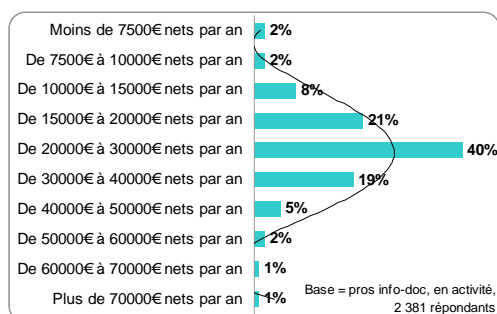 Moins de 7500€ nets par an 2%
De 7500€ à 10000€ nets par an 2%
De 10000€ à 15000€ nets par an 8%
De 15000€ à 20000€ nets par an 21%
De 20000€ à 30000€ nets par an 40%
De 30000€ à 40000€ nets par an 19%
De 40000€ à 50000€ nets par an 5%
De 50000€ à 60000€ nets par an 2%
De 60000€ à 70000€ nets par an 1%
Plus de 70000€ nets par an 1%
Base = pros info-doc, en activité,
2 381 répondants